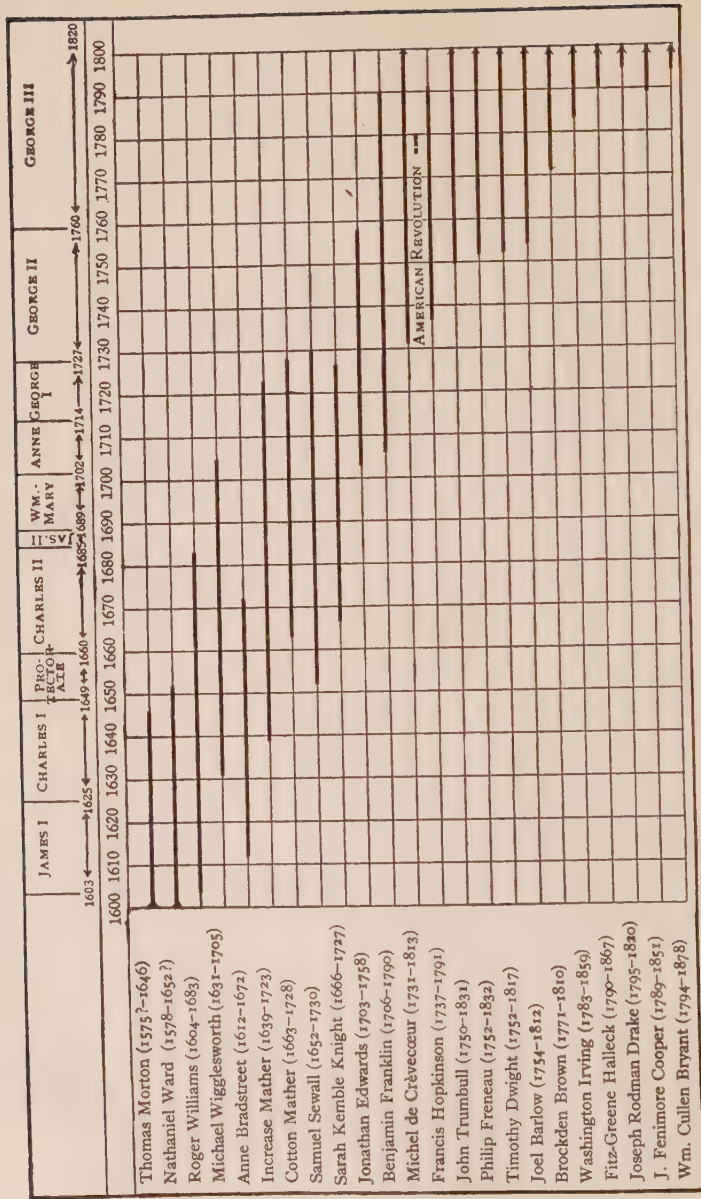 JAMES I
CHARLES I
PRO-
TECTOR-
ATE
CHARLES II
JAS.II
WM.-
MARY
ANNE
GEORGE
I
GEORGE II
GEORGE III
1603
1625
1649
1660
1685
1689
1702
1714
1727
1760
1820
1600 1610 1620 1630 1640 1650 1660 1670 1680 1690 1700 1710 1720 1730 1740 1750 1760 1770 1780 1790 1800
Thomas Morton (1575?-1646)
Nathaniel Ward (1578-1652?)
Roger Williams (1604-1683)
Michael Wigglesworth (1631-1705)
Anne Bradstreet (1612-1672)
Increase Mather (1639-1723)
Cotton Mather (1663-1728)
Samuel Sewall (1652-1730)
Sarah Kemble Knight (1666-1727)
Jonathan Edwards (1703-1758)
Benjamin Franklin (1706-1790)
Michel de Crèvecœur (1731-1813)
AMERICAN REVOLUTION
Francis Hopkinson (1737-1791)
John Trumbull (1750-1831)
Philip Freneau (1752-1832)
Timothy Dwight (1752-1817)
Joel Barlow (1754-1812)
Brockden Brown (1771-1810)
Washington Irving (1783-1859)
Fitz-Greene Halleck (1790-1867)
Joseph Rodman Drake (1795-1820)
J. Fenimore Cooper (1789-1851)
Wm. Cullen Bryant (1794-1878)